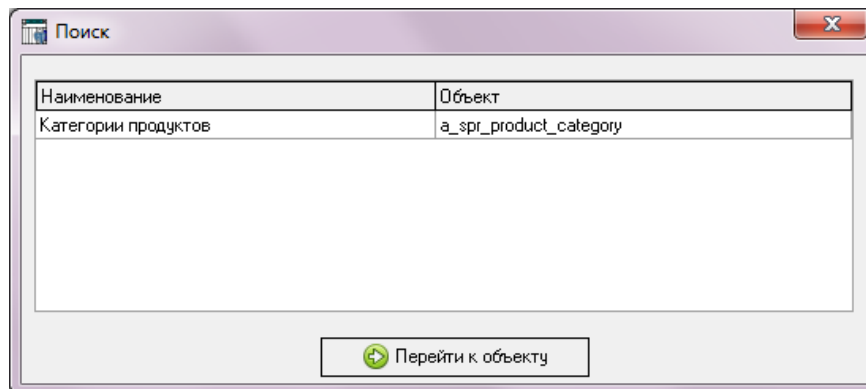 Поиск
Наименование Объект
Категории продуктов a_spr_product_category
Перейти к объекту